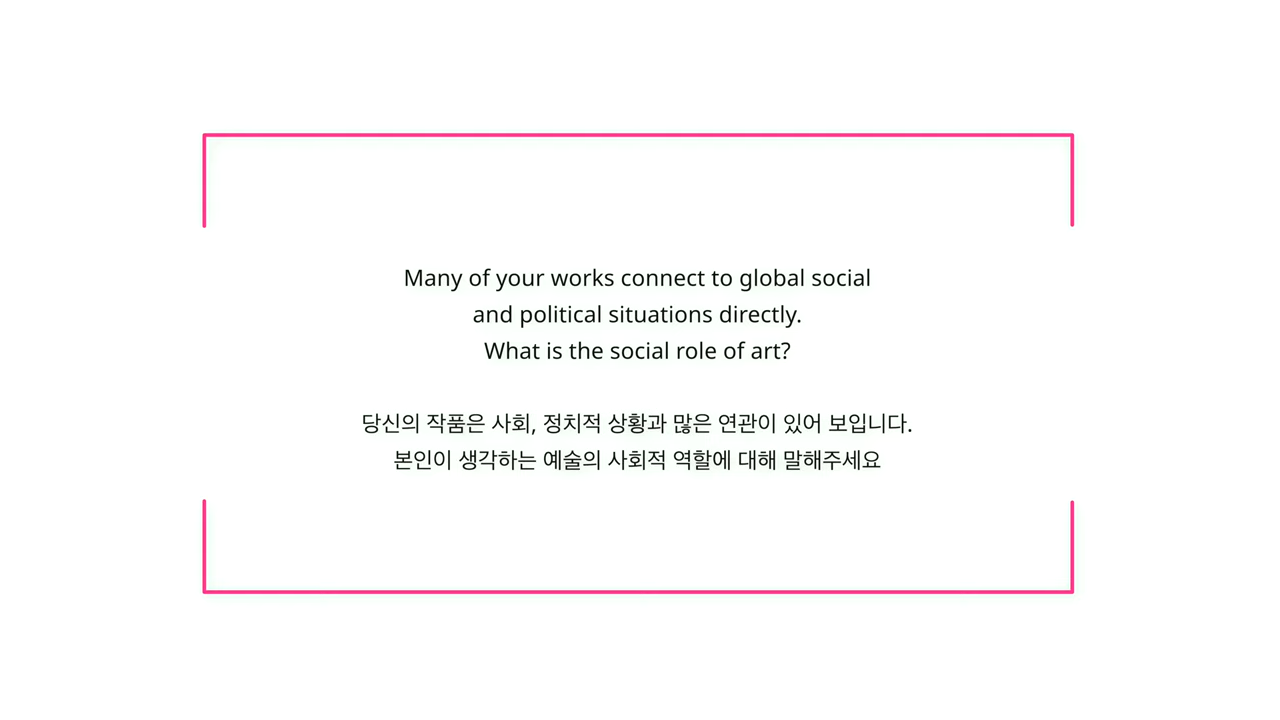 Many of your works connect to global social
and political situations directly.
What is the social role of art?
당신의 작품은 사회, 정치적 상황과 많은 연관이 있어 보입니다.
본인이 생각하는 예술의 사회적 역할에 대해 말해주세요